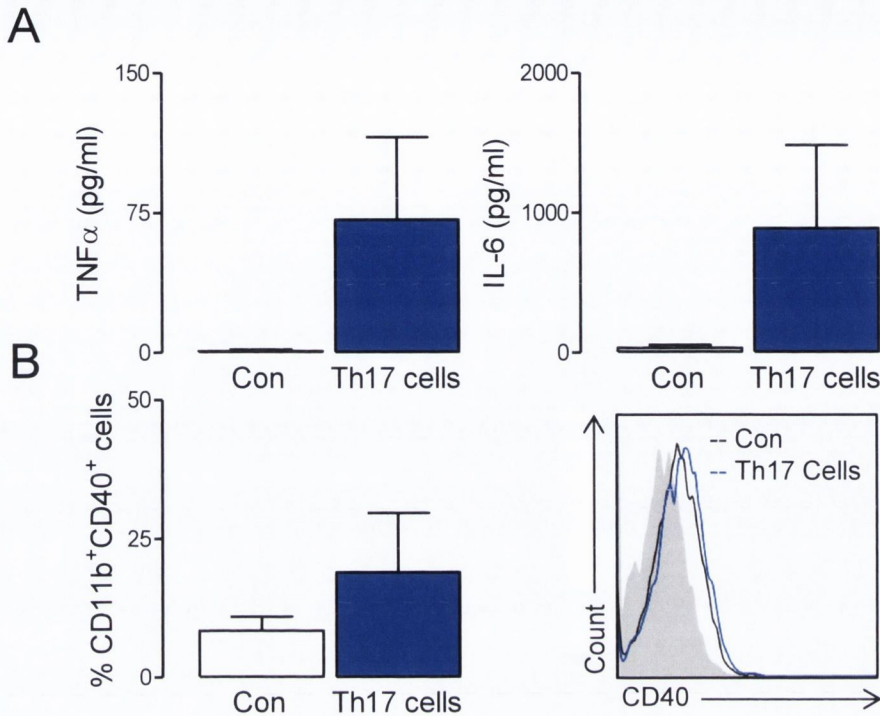 A
TNFα (pg/ml)
150
75
0
Con
Th17 cells
IL-6 (pg/ml)
2000
1000
0
Con
Th17 cells
B
% CD11b⁺CD40⁺ cells
50
25
0
Con
Th17 cells
Count
Con
Th17 Cells
CD40